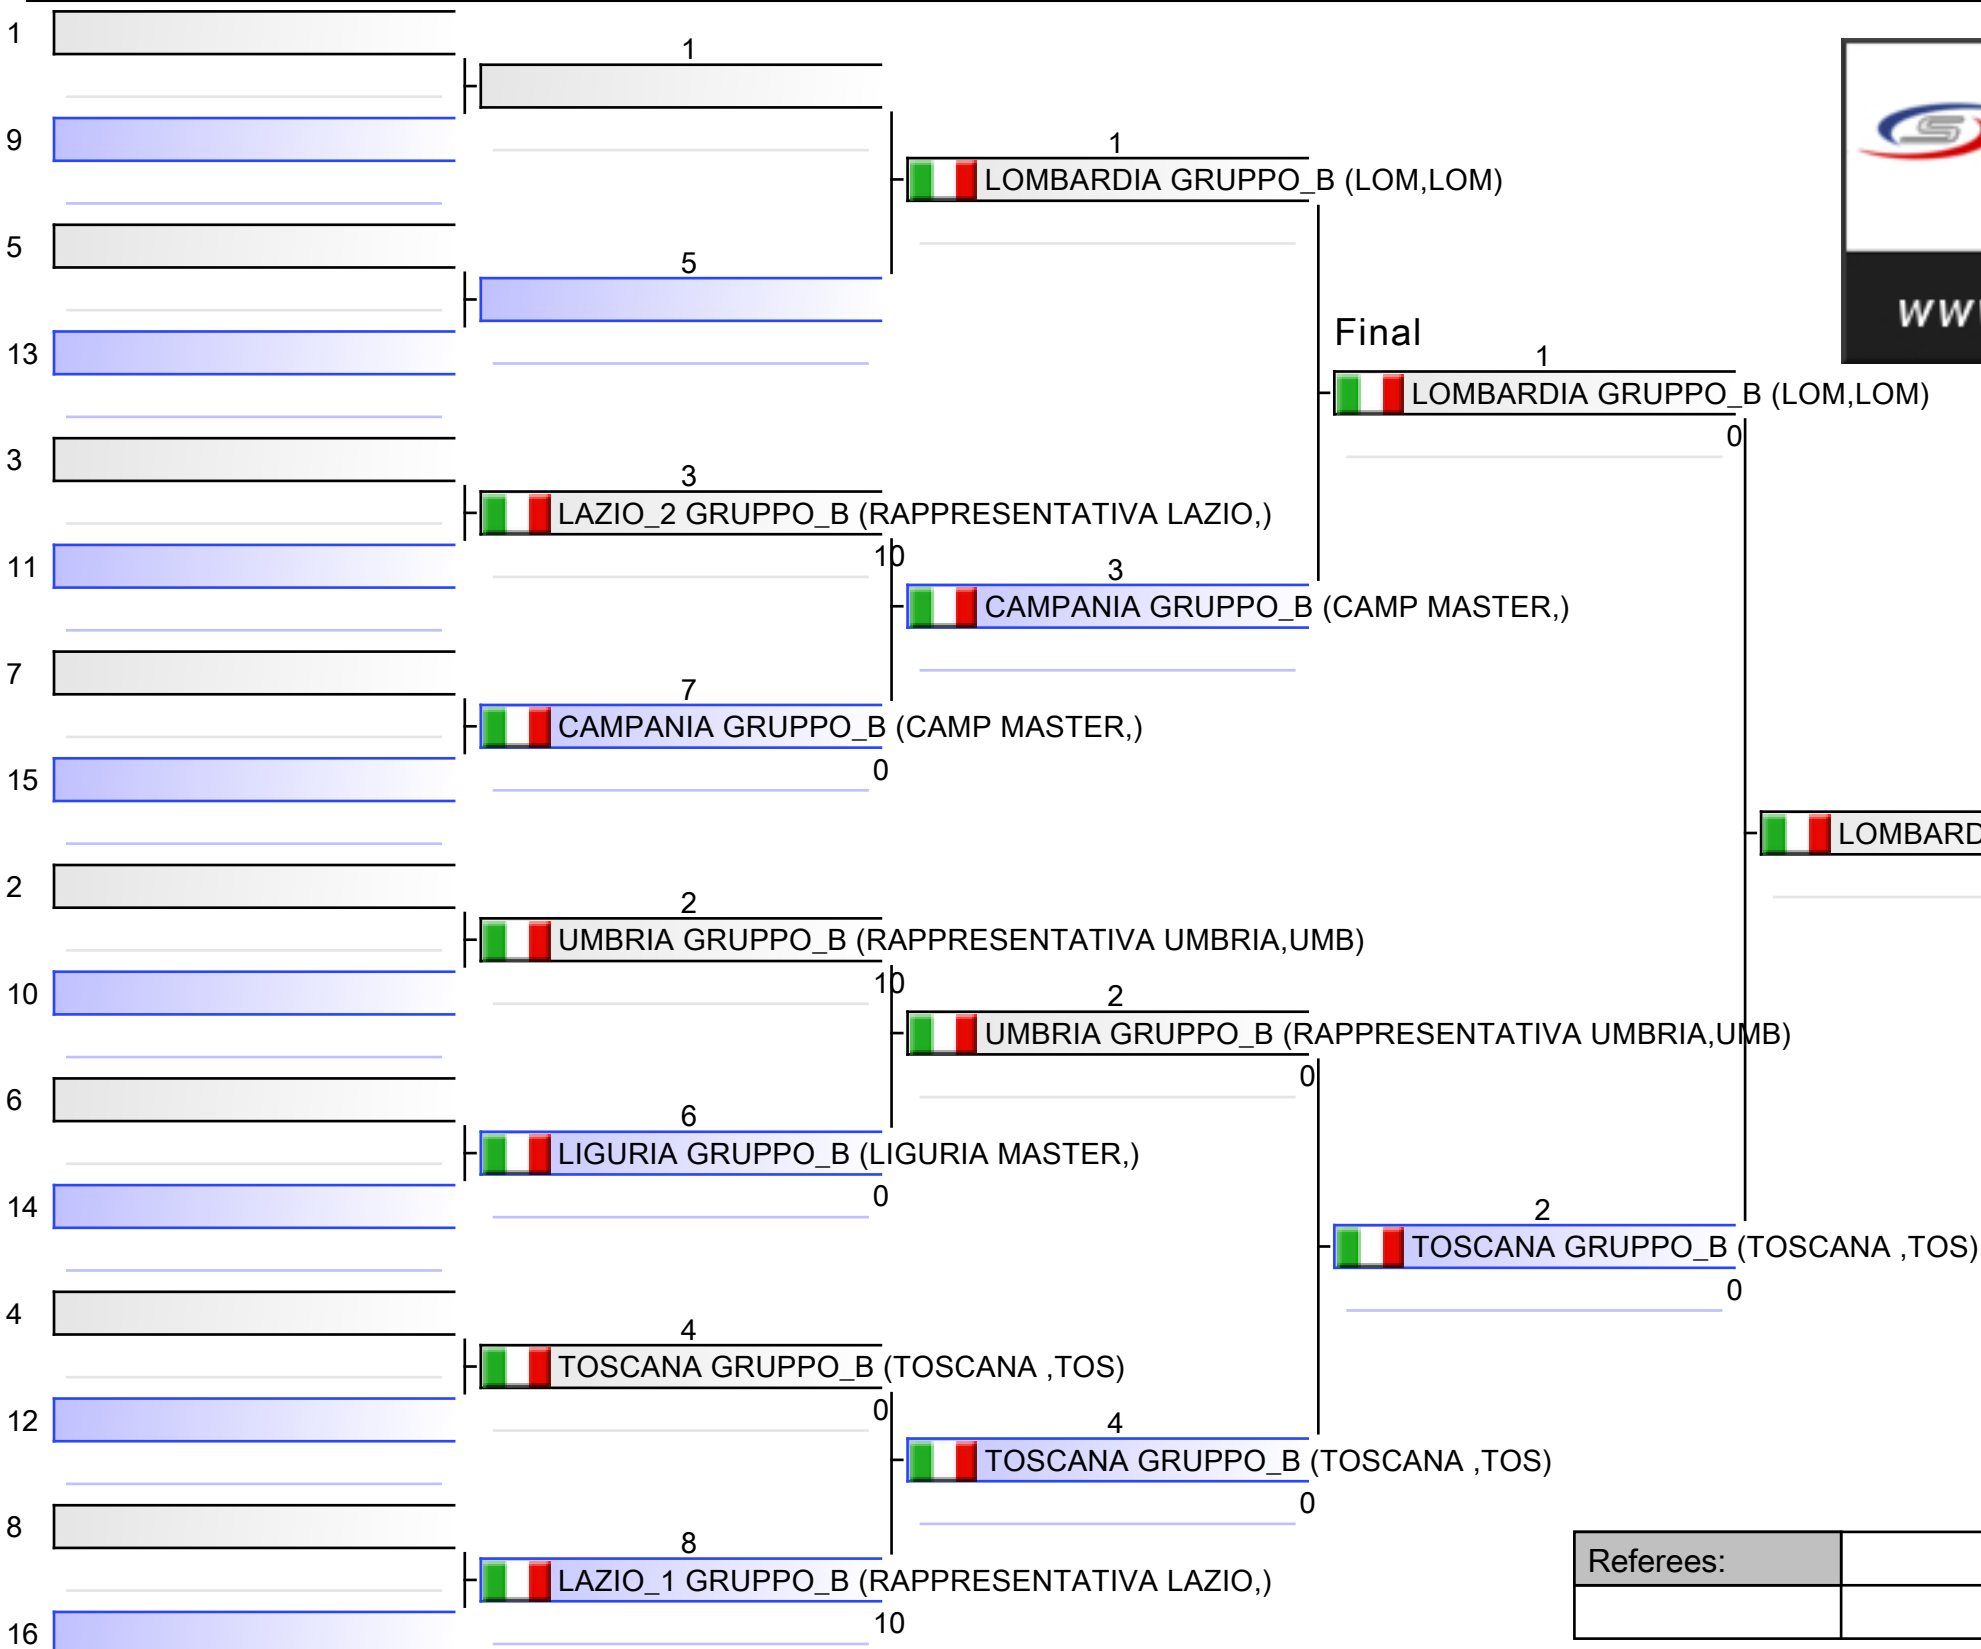 1
1
9
1
LOMBARDIA GRUPPO_B (LOM,LOM)
5
5
13
Final
1
LOMBARDIA GRUPPO_B (LOM,LOM)
0
3
3
LAZIO_2 GRUPPO_B (RAPPRESENTATIVA LAZIO,)
10
11
3
CAMPANIA GRUPPO_B (CAMP MASTER,)
7
7
CAMPANIA GRUPPO_B (CAMP MASTER,)
0
15
LOMBARD
2
2
UMBRIA GRUPPO_B (RAPPRESENTATIVA UMBRIA,UMB)
10
10
2
UMBRIA GRUPPO_B (RAPPRESENTATIVA UMBRIA,UMB)
0
6
6
LIGURIA GRUPPO_B (LIGURIA MASTER,)
0
14
2
TOSCANA GRUPPO_B (TOSCANA ,TOS)
0
4
4
TOSCANA GRUPPO_B (TOSCANA ,TOS)
0
12
4
TOSCANA GRUPPO_B (TOSCANA ,TOS)
0
8
8
LAZIO_1 GRUPPO_B (RAPPRESENTATIVA LAZIO,)
10
16
Referees: